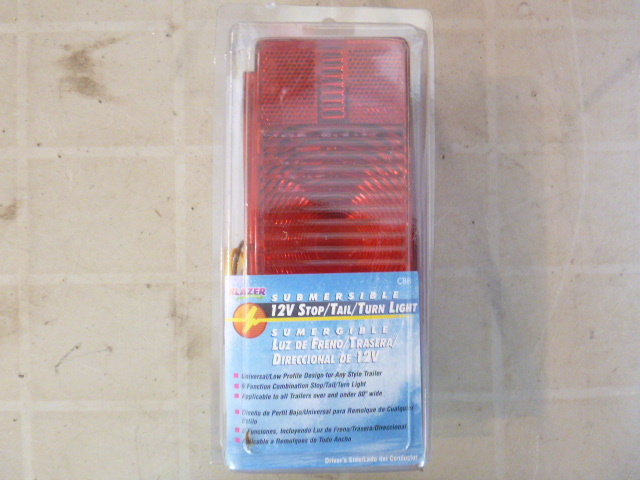 BLAZER
C88
SUBMERSIBLE
12V STOP/TAIL/TURN LIGHT
SUMERGIBLE
LUZ DE FRENO/TRASERA/
DIRECCIONAL DE 12V
Universal/Low Profile Design for Any Style Trailer
Function Combination Stop/Tail/Turn Light
Applicable to all Trailers over and under 80" wide
Diseño de Perfil Bajo/Universal para Remolque de Cualquier
Estilo
Funciones, Incluyendo Luz de Freno/Trasera/Direccional
Aplicable a Remolques de Todo Ancho
Driver's Side/Lado del Conductor